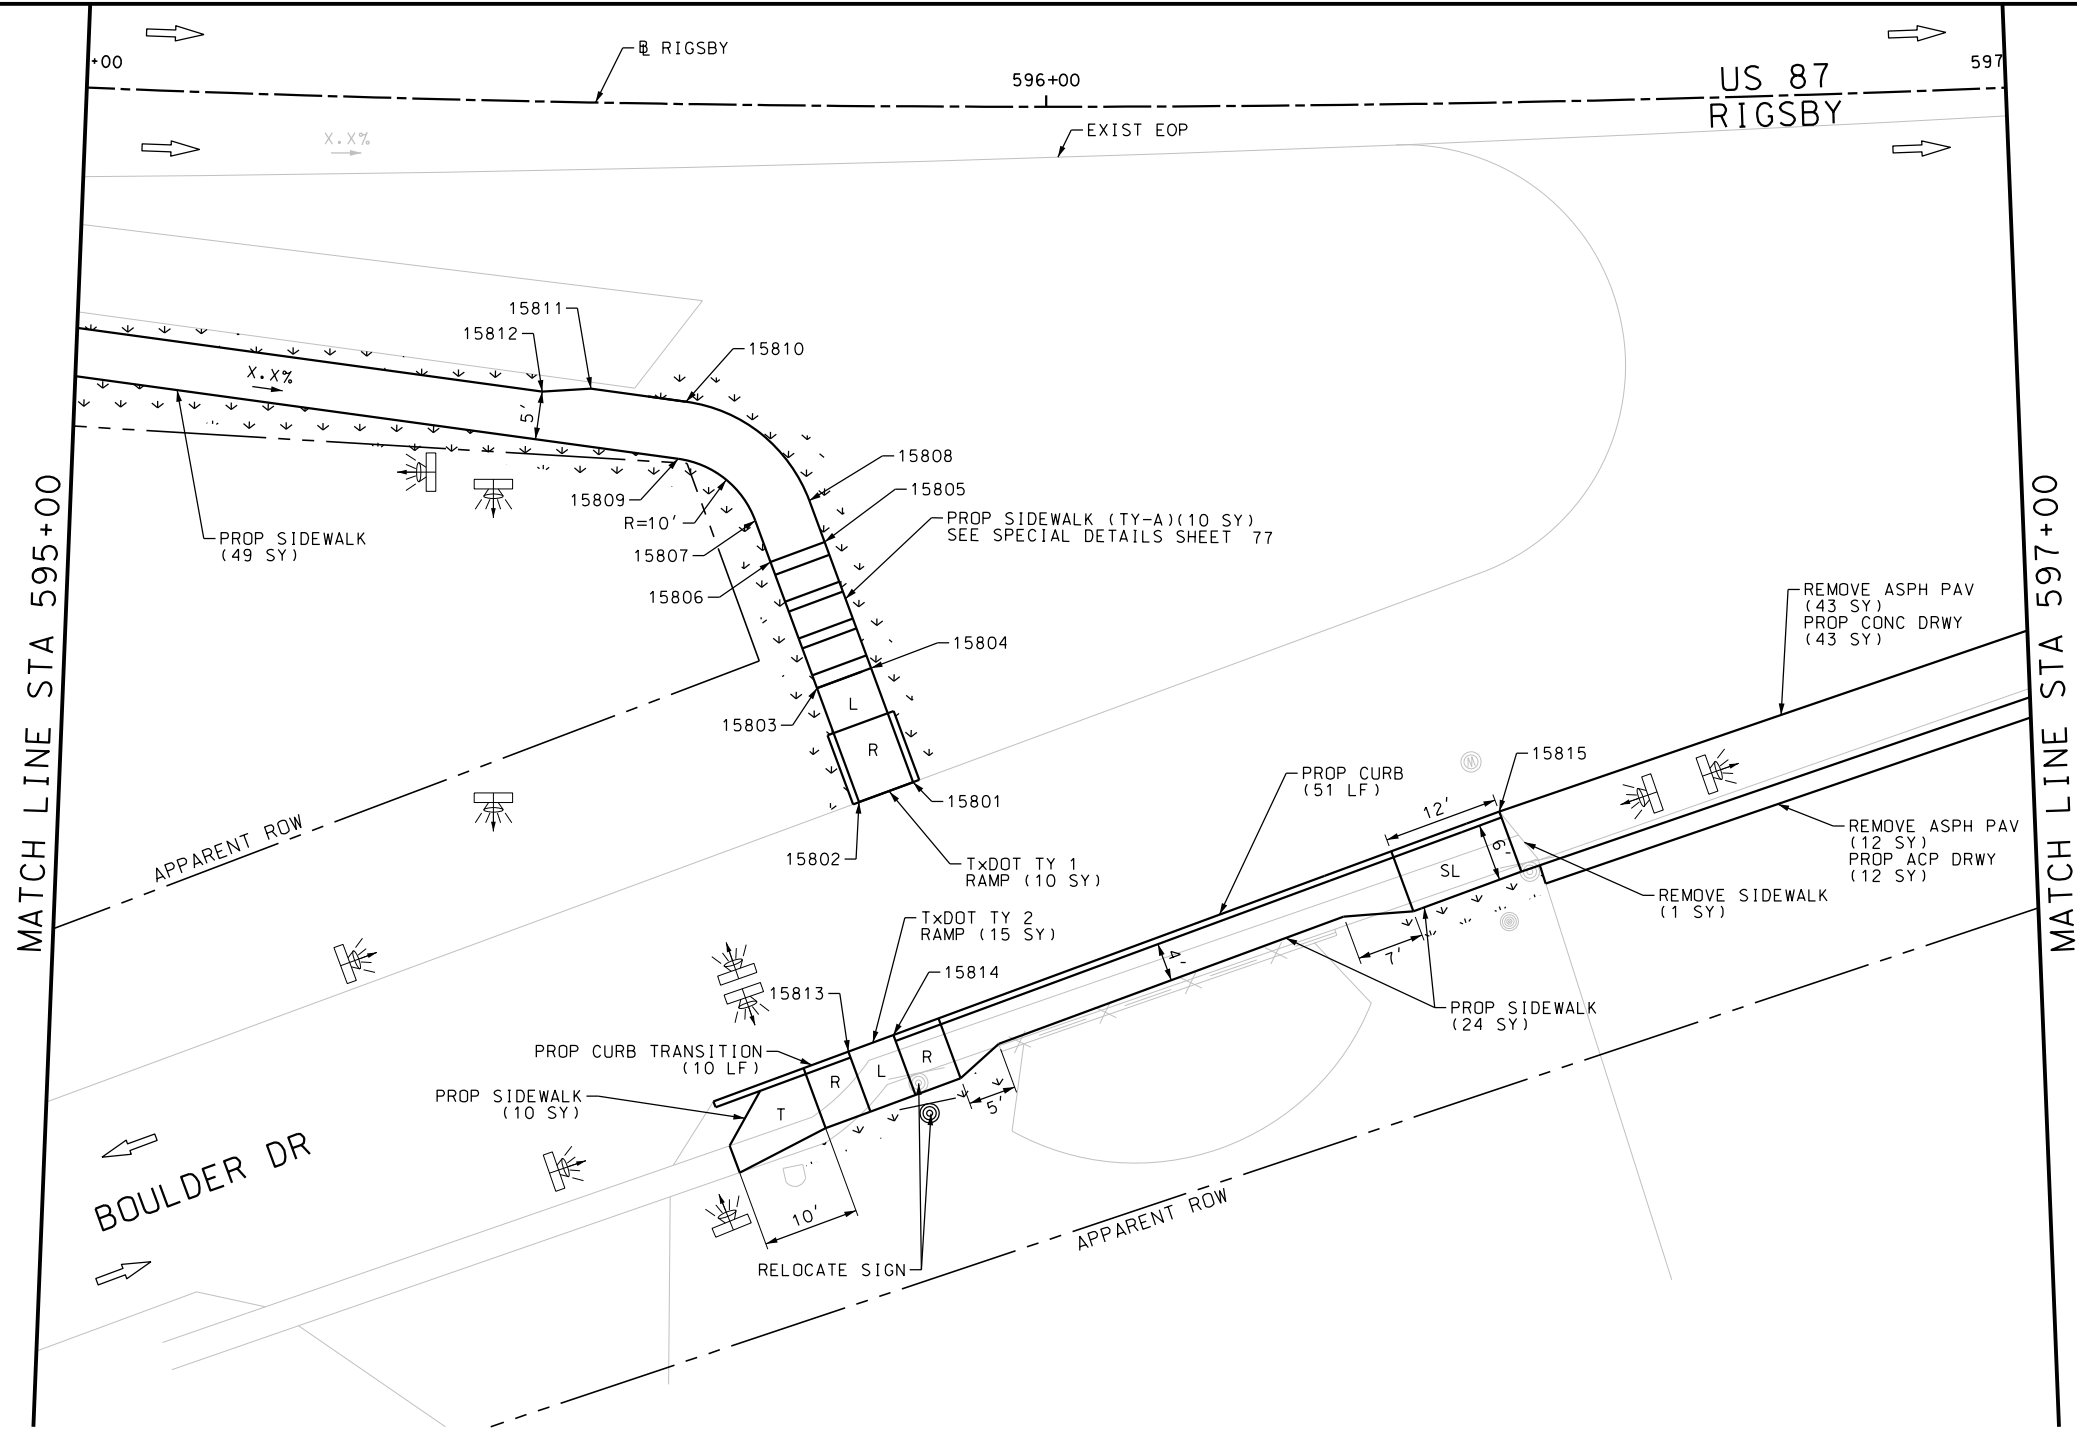 +00
℄ RIGSBY
596+00
597
US 87
RIGSBY
EXIST EOP
X.X%
15811
15812
15810
X.X%
5'
15808
15805
15809
R=10'
PROP SIDEWALK (TY-A)(10 SY)
SEE SPECIAL DETAILS SHEET 77
PROP SIDEWALK
(49 SY)
15807
15806
15804
15803
L
R
15801
15802
TxDOT TY 1
RAMP (10 SY)
MATCH LINE STA 595+00
MATCH LINE STA 597+00
REMOVE ASPH PAV
(43 SY)
PROP CONC DRWY
(43 SY)
15815
PROP CURB
(51 LF)
12'
6'
SL
REMOVE ASPH PAV
(12 SY)
PROP ACP DRWY
(12 SY)
REMOVE SIDEWALK
(1 SY)
W
APPARENT ROW
TxDOT TY 2
RAMP (15 SY)
15814
15813
4'
7'
PROP SIDEWALK
(24 SY)
PROP CURB TRANSITION
(10 LF)
R
L
R
T
5'
PROP SIDEWALK
(10 SY)
10'
BOULDER DR
RELOCATE SIGN
APPARENT ROW